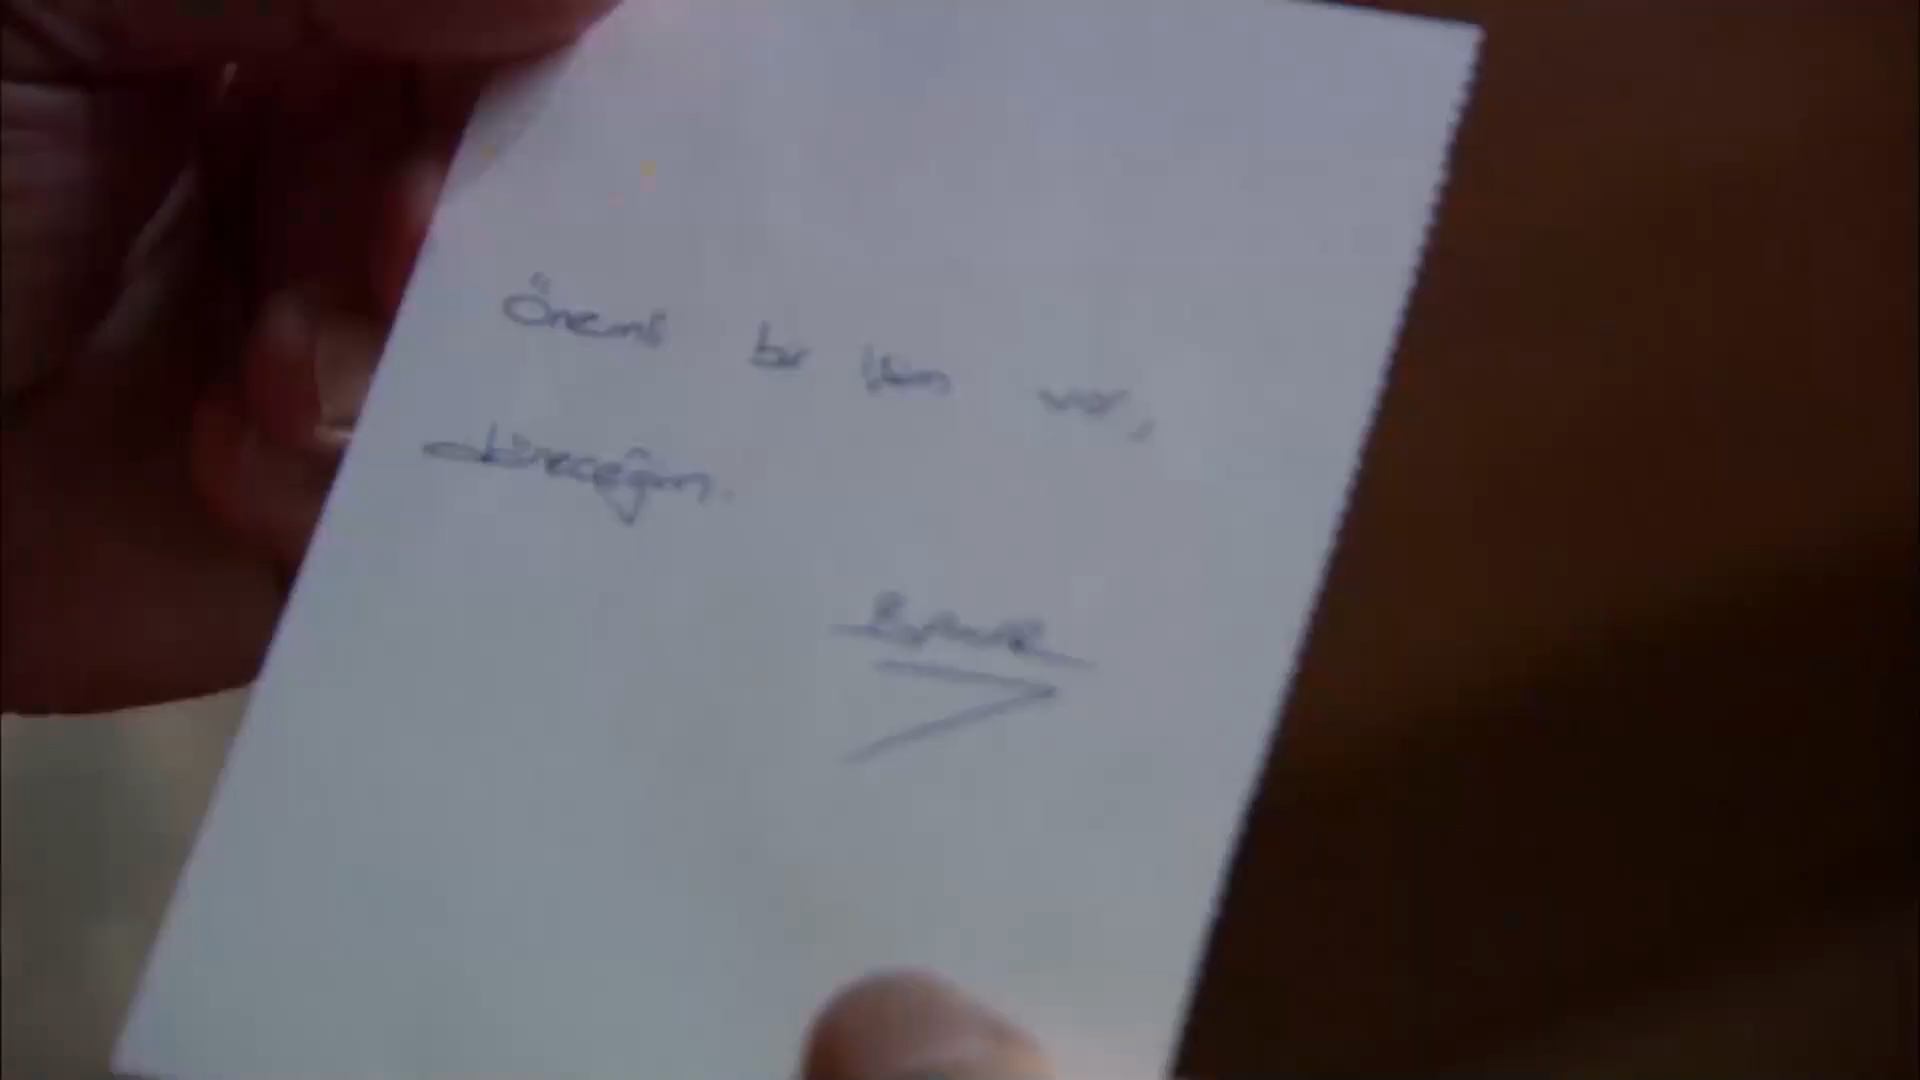 Önemli bir işim var,
döneceğim.